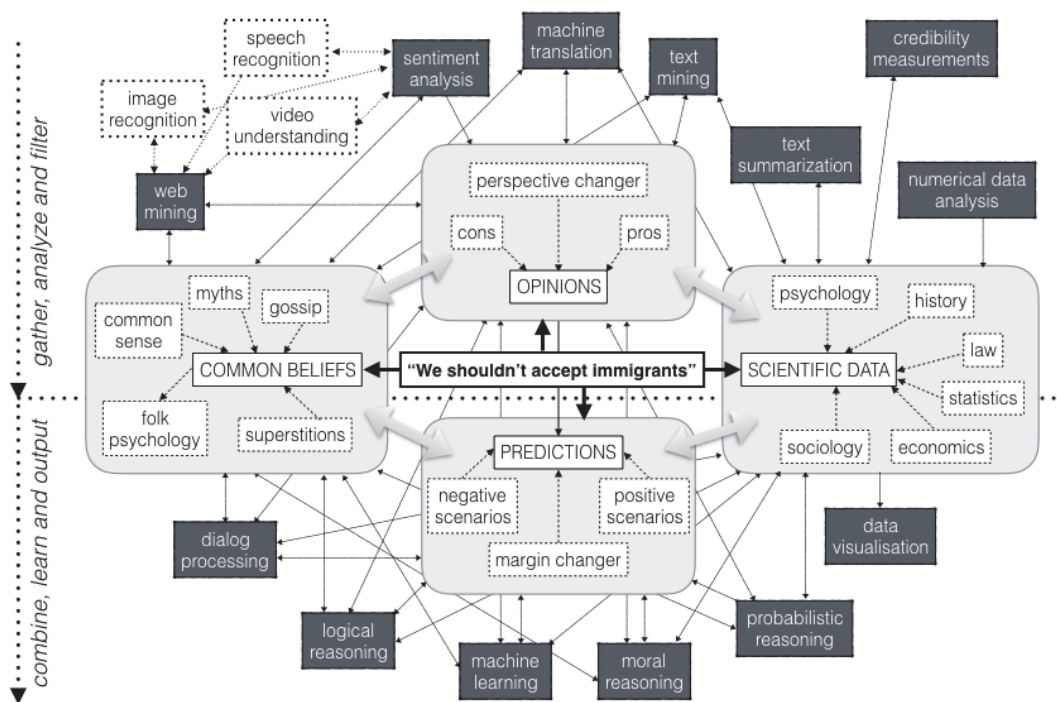 speech
recognition
image
recognition
video
understanding
sentiment
analysis
machine
translation
text
mining
credibility
measurements
text
summarization
numerical data
analysis
web
mining
gather, analyze and filter
perspective changer
cons
pros
OPINIONS
myths
gossip
common
sense
COMMON BELIEFS
folk
psychology
superstitions
“We shouldn’t accept immigrants”
psychology
history
law
SCIENTIFIC DATA
statistics
sociology
economics
PREDICTIONS
negative
scenarios
positive
scenarios
margin changer
combine, learn and output
dialog
processing
data
visualisation
logical
reasoning
machine
learning
moral
reasoning
probabilistic
reasoning